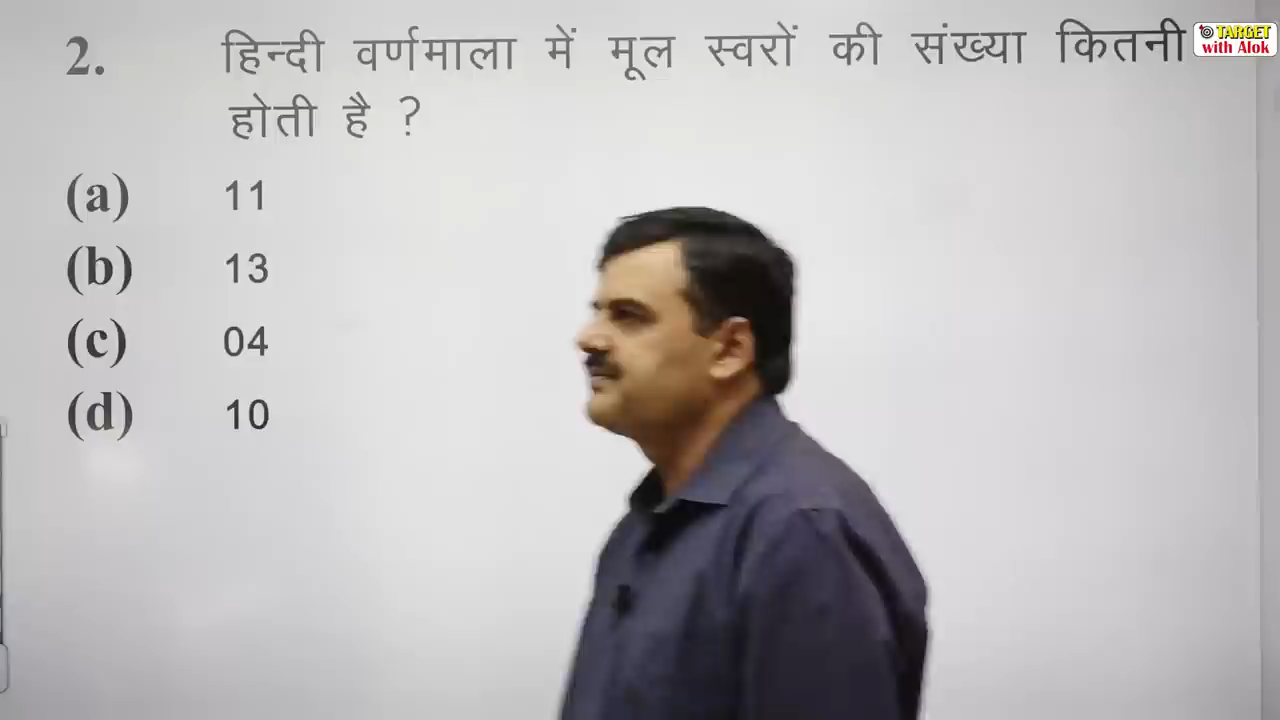 2. हिन्दी वर्णमाला में मूल स्वरों की संख्या कितनी
होती है ?
(a) 11
(b) 13
(c) 04
(d) 10
TARGET
with Alok